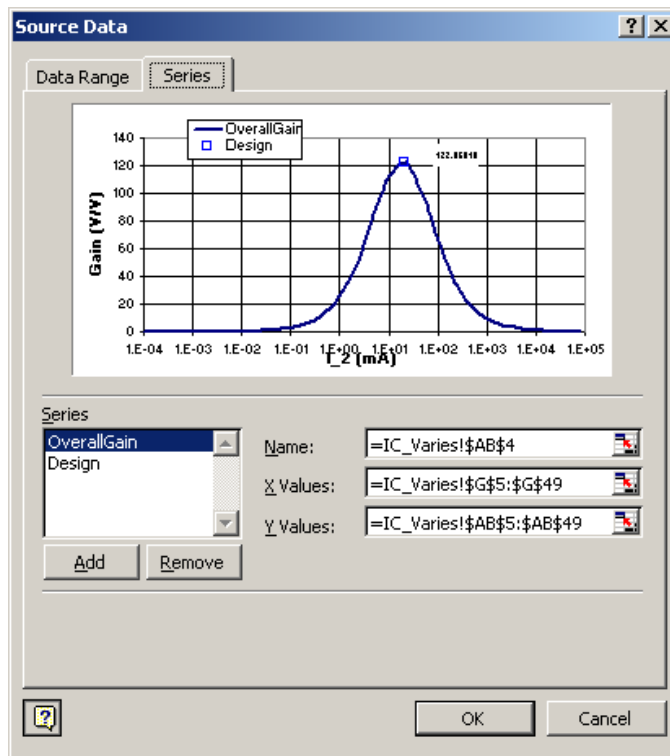 Source Data
Data Range
Series
OverallGain
Design
140
120
100
80
60
40
20
0
Gain (V/V)
1.E-04 1.E-03 1.E-02 1.E-01 1.E+00 1.E+01 1.E+02 1.E+03 1.E+04 1.E+05
I_2 (mA)
Series
OverallGain
Design
Add
Remove
Name:
=IC_Varies!$AB$4
X Values:
=IC_Varies!$G$5:$G$49
Y Values:
=IC_Varies!$AB$5:$AB$49
OK
Cancel